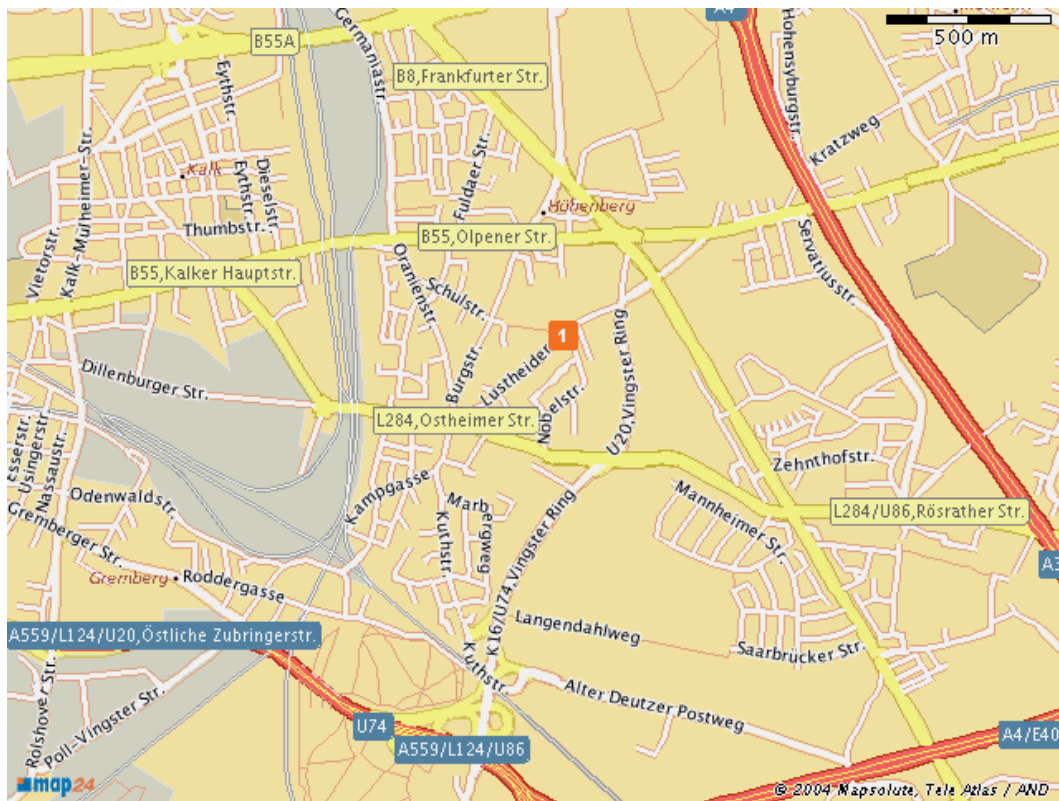 A4
500 m
B55A
Germaniastr.
Hohensyburgstr.
Eythstr.
B8,Frankfurter Str.
Kratzweg
Kalk-Mülheimer-Str.
Kalk
Dieselstr.
Eythstr.
Fuldaer Str.
Höhenberg
Thumbstr.
Vietorstr.
B55,Olpener Str.
Servatiusstr.
B55,Kalker Hauptstr.
Oranienstr.
Schulstr.
1
Burgstr.
Lustheider
Nobelstr.
U20,Vingster Ring
Dillenburger Str.
L284,Ostheimer Str.
Usingerstr.
Nassaustr.
Zehnthofstr.
Odenwaldstr.
Kampgasse
Mannheimer Str.
L284/U86,Rösrather Str.
Gremberger Str.
Marb
ergweg
Kuthstr.
K16/U74,Vingster Ring
A3
Gremberg
Roddergasse
Langendahlweg
A559/L124/U20,Östliche Zubringerstr.
Saarbrücker Str.
Kuthstr.
Rolshover Str.
Poll-Vingster Str.
Alter Deutzer Postweg
U74
A559/L124/U86
A4/E40
map24
© 2004 Mapsolute, Tele Atlas / AND